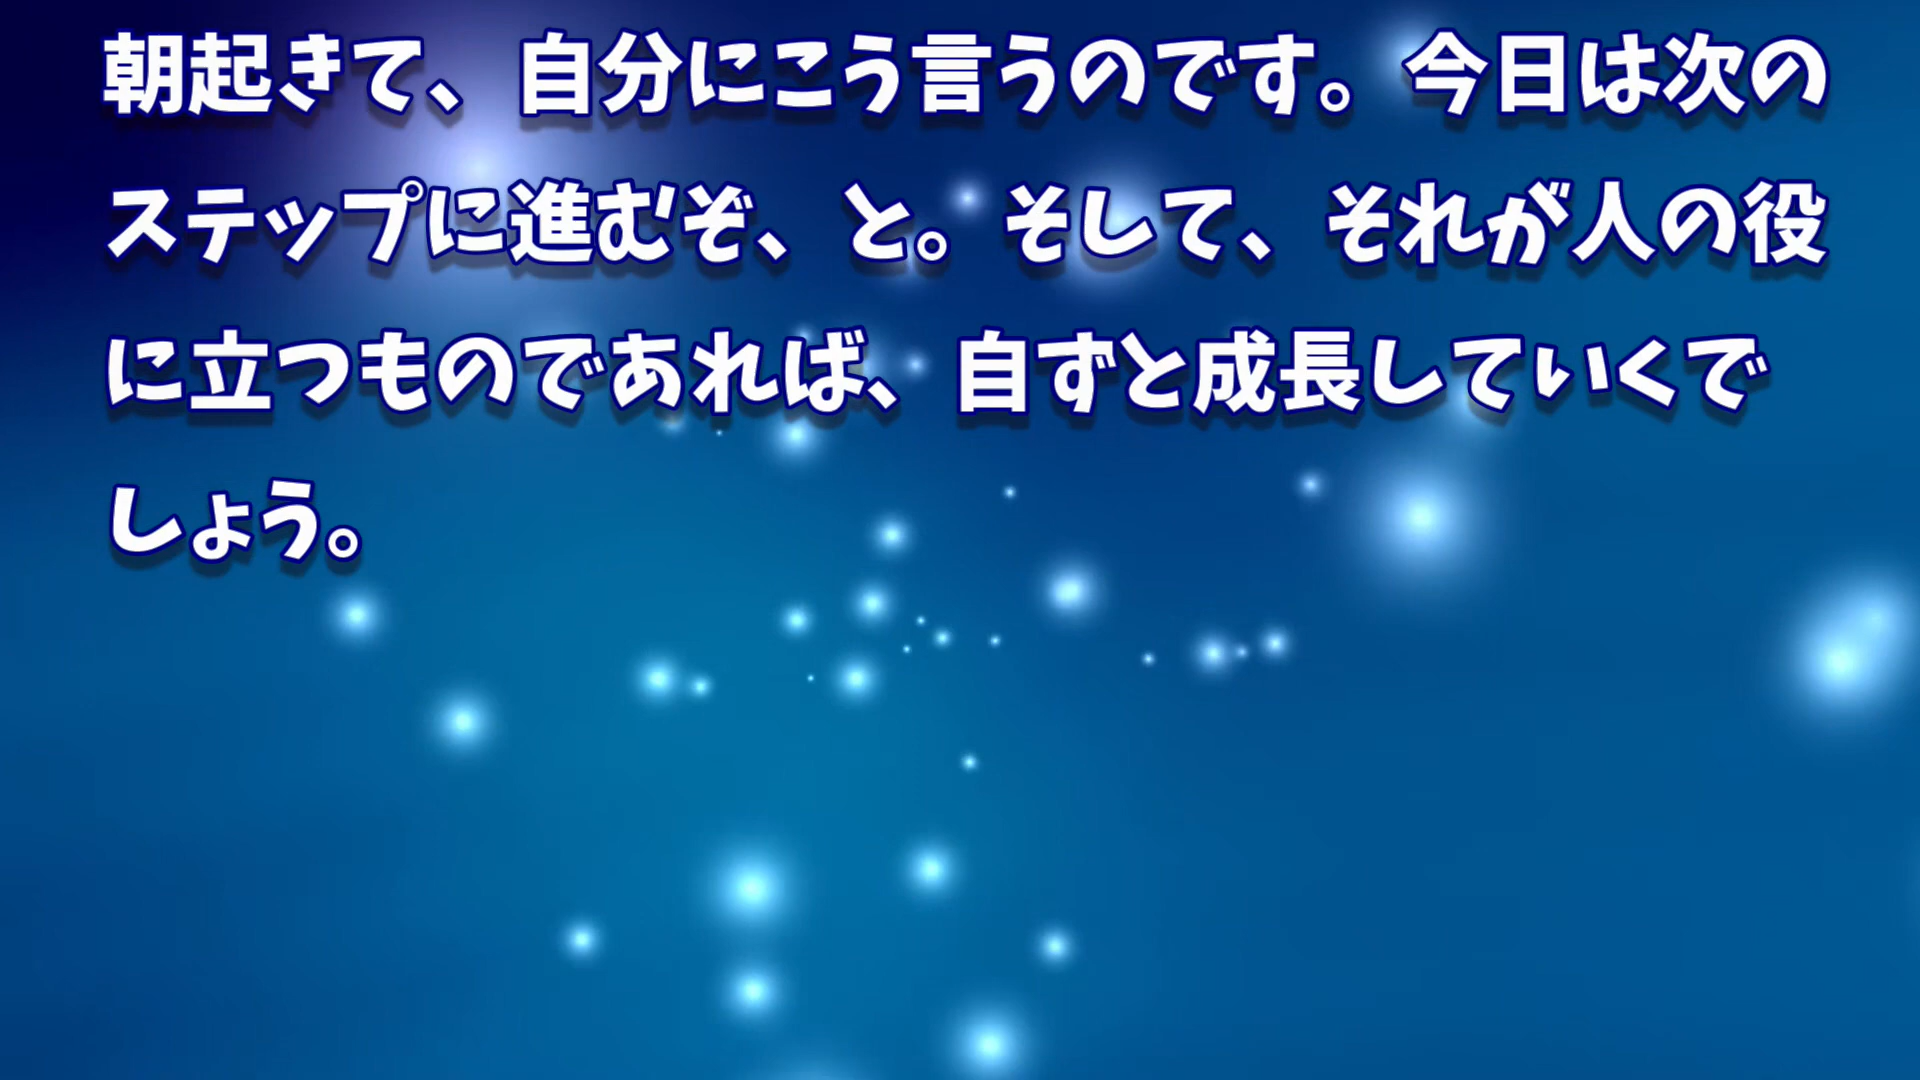 朝起きて、自分にこう言うのです。今日は次の
ステップに進むぞ、と。そして、それが人の役
に立つものであれば、自ずと成長していくで
しょう。